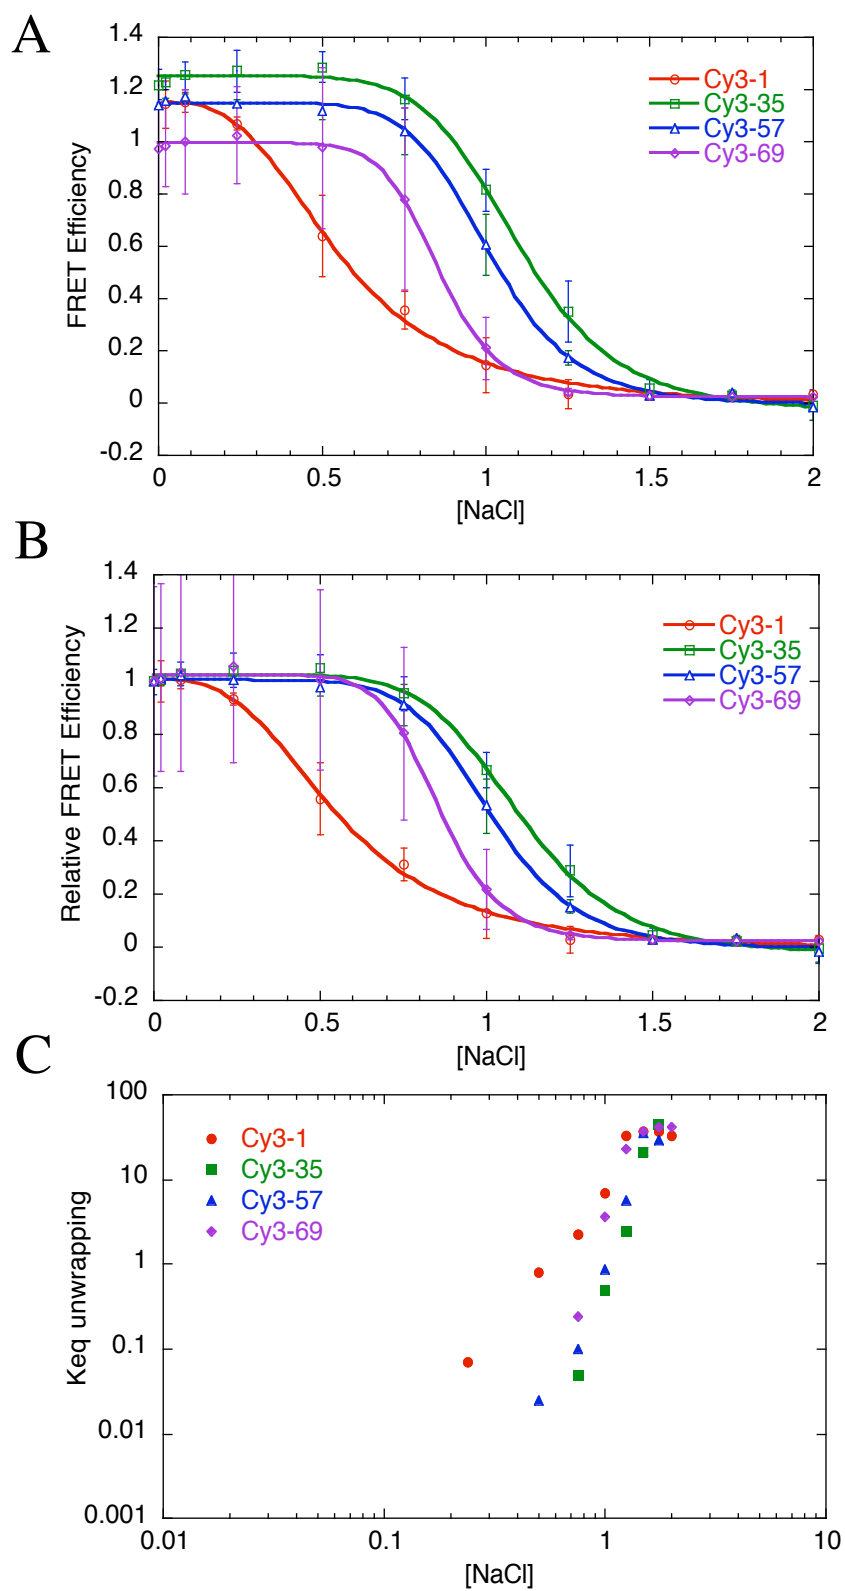 A
1.4
1.2
1
0.8
0.6
0.4
0.2
0
-0.2
FRET Efficiency
Cy3-1
Cy3-35
Cy3-57
Cy3-69
0 0.5 1 1.5 2
[NaCl]
B
1.4
1.2
1
0.8
0.6
0.4
0.2
0
-0.2
Relative FRET Efficiency
Cy3-1
Cy3-35
Cy3-57
Cy3-69
0 0.5 1 1.5 2
[NaCl]
C
100
10
1
0.1
0.01
0.001
Keq unwrapping
Cy3-1
Cy3-35
Cy3-57
Cy3-69
0.01 0.1 1 10
[NaCl]